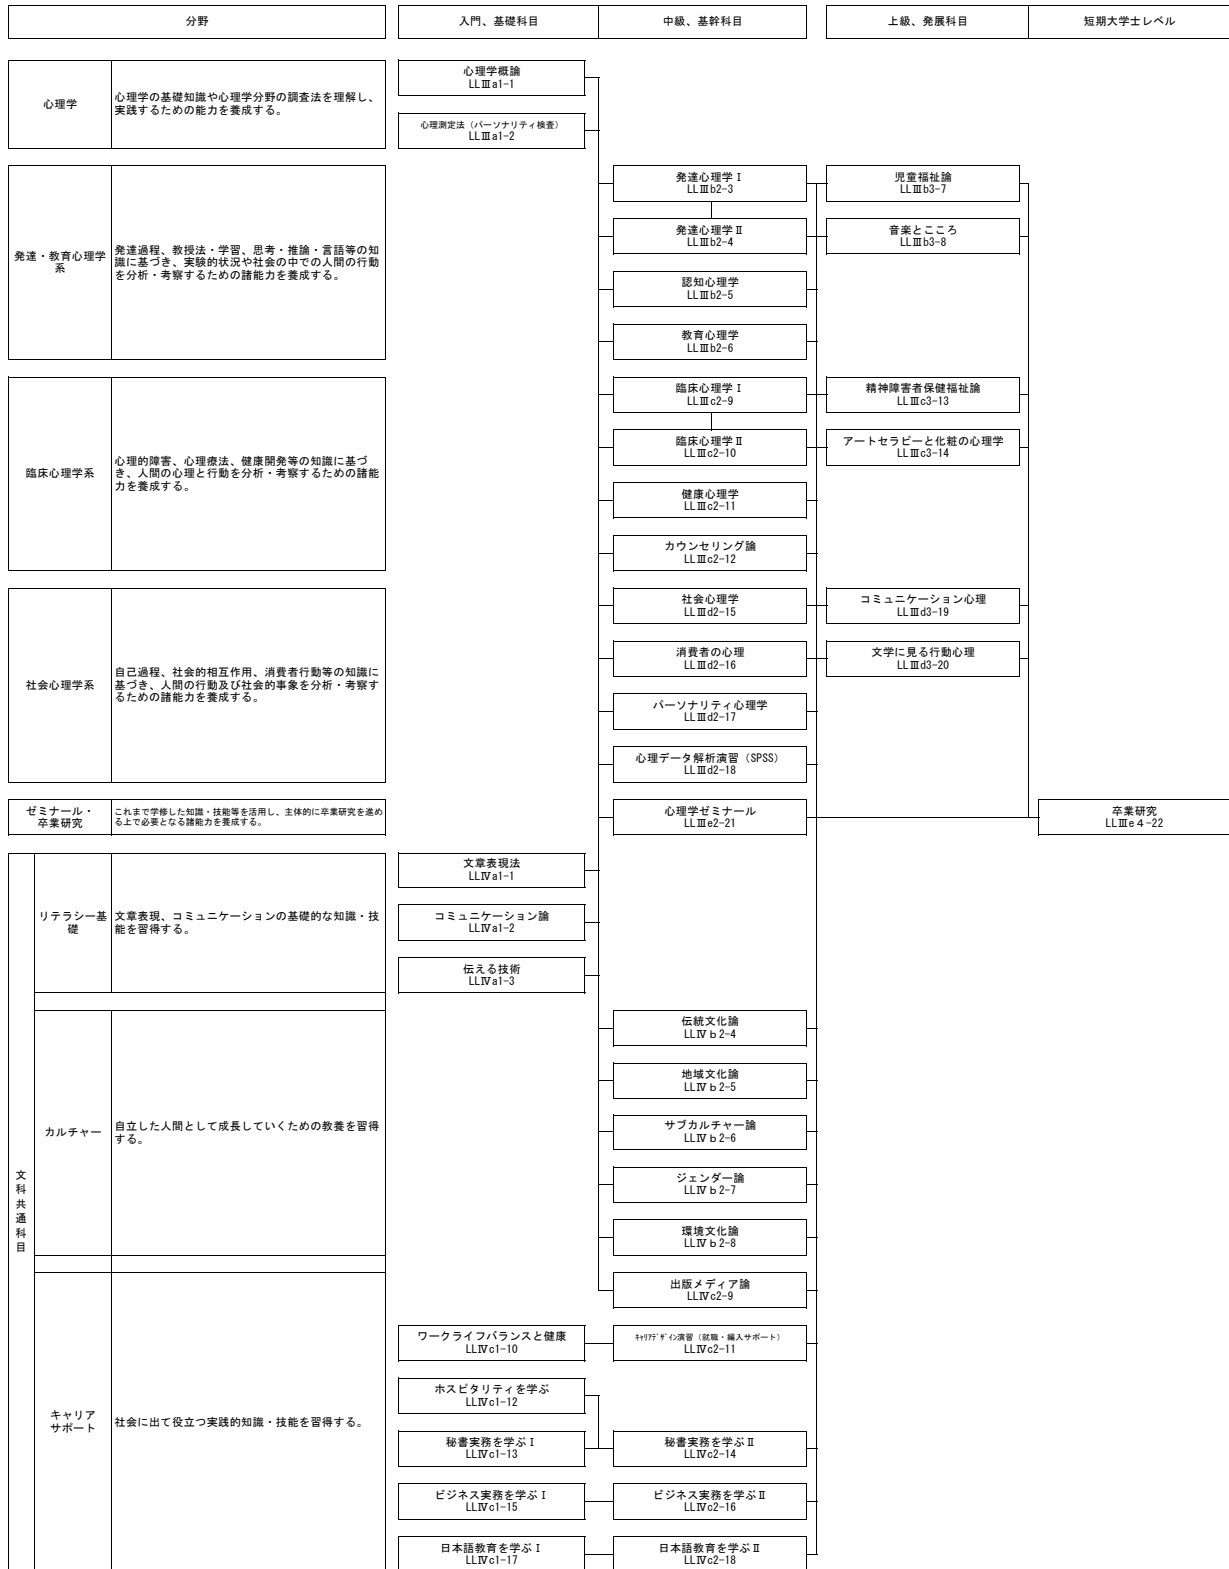 分野
入門、基礎科目
中級、基幹科目
上級、発展科目
短期大学士レベル
心理学
心理学の基礎知識や心理学分野の調査法を理解し、
実践するための能力を養成する。
心理学概論
LLⅢa1-1
心理測定法（パーソナリティ検査）
LLⅢa1-2
発達・教育心理学
系
発達過程、教授法・学習、思考・推論・言語等の知
識に基づき、実験的状況や社会の中での人間の行動
を分析・考察するための諸能力を養成する。
発達心理学Ⅰ
LLⅢb2-3
児童福祉論
LLⅢb3-7
発達心理学Ⅱ
LLⅢb2-4
音楽とこころ
LLⅢb3-8
認知心理学
LLⅢb2-5
教育心理学
LLⅢb2-6
臨床心理学系
心理的障害、心理療法、健康開発等の知識に基づ
き、人間の心理と行動を分析・考察するための諸能
力を養成する。
臨床心理学Ⅰ
LLⅢc2-9
精神障害者保健福祉論
LLⅢc3-13
臨床心理学Ⅱ
LLⅢc2-10
アートセラピーと化粧の心理学
LLⅢc3-14
健康心理学
LLⅢc2-11
カウンセリング論
LLⅢc2-12
社会心理学系
自己過程、社会的相互作用、消費者行動等の知識に
基づき、人間の行動及び社会的事象を分析・考察す
るための諸能力を養成する。
社会心理学
LLⅢd2-15
コミュニケーション心理
LLⅢd3-19
消費者の心理
LLⅢd2-16
文学に見る行動心理
LLⅢd3-20
パーソナリティ心理学
LLⅢd2-17
心理データ解析演習（SPSS）
LLⅢd2-18
ゼミナール・
卒業研究
これまで学修した知識・技能等を活用し、主体的に卒業研究を進め
る上で必要となる諸能力を養成する。
心理学ゼミナール
LLⅢe2-21
卒業研究
LLⅢe４-22
文科共通科目
リテラシー基
礎
文章表現、コミュニケーションの基礎的な知識・技
能を習得する。
文章表現法
LLⅣa1-1
コミュニケーション論
LLⅣa1-2
伝える技術
LLⅣa1-3
カルチャー
自立した人間として成長していくための教養を習得
する。
伝統文化論
LLⅣｂ2-4
地域文化論
LLⅣｂ2-5
サブカルチャー論
LLⅣｂ2-6
ジェンダー論
LLⅣｂ2-7
環境文化論
LLⅣｂ2-8
出版メディア論
LLⅣc2-9
キャリア
サポート
社会に出て役立つ実践的知識・技能を習得する。
ワークライフバランスと健康
LLⅣc1-10
ｷｬﾘｱﾃﾞｻﾞｲﾝ演習（就職・編入サポート）
LLⅣc2-11
ホスピタリティを学ぶ
LLⅣc1-12
秘書実務を学ぶⅠ
LLⅣc1-13
秘書実務を学ぶⅡ
LLⅣc2-14
ビジネス実務を学ぶⅠ
LLⅣc1-15
ビジネス実務を学ぶⅡ
LLⅣc2-16
日本語教育を学ぶⅠ
LLⅣc1-17
日本語教育を学ぶⅡ
LLⅣc2-18